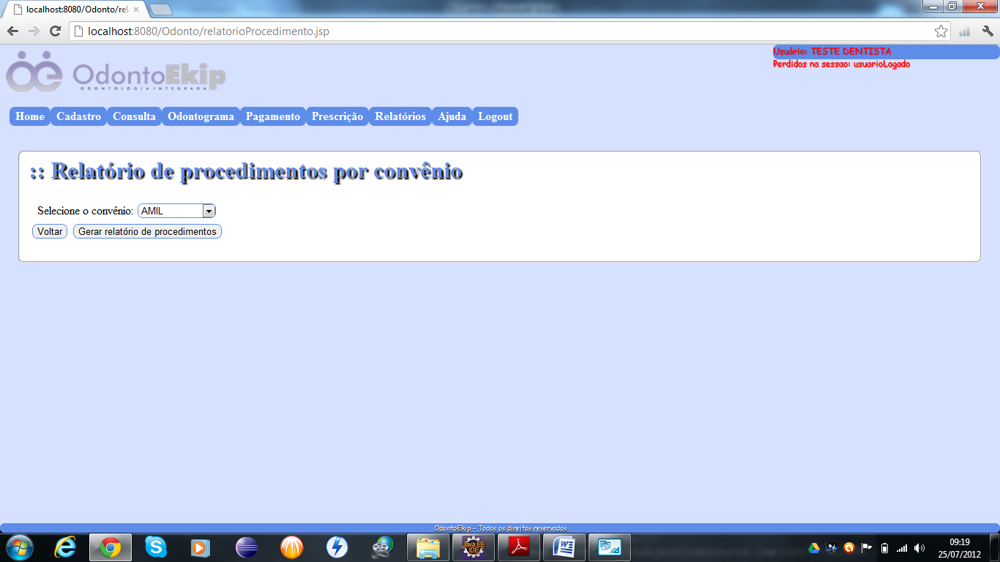 localhost:8080/Odonto/rel
localhost:8080/Odonto/relatorioProcedimento.jsp
Usuário: TESTE DENTISTA
Perdidos na sessao: usuarioLogado
OdontoEkip
ODONTOLOGIAINTEGRADA
Home Cadastro Consulta Odontograma Pagamento Prescrição Relatórios Ajuda Logout
:: Relatório de procedimentos por convênio
Selecione o convênio: AMIL
Voltar Gerar relatório de procedimentos
OdontoEkip - Todos os direitos reservados
Java EE
IDE
09:19
25/07/2012